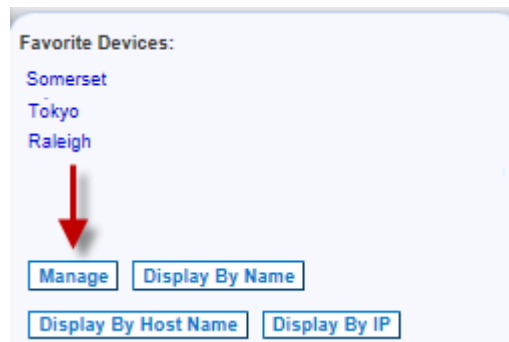 Favorite Devices:
Somerset
Tokyo
Raleigh
Manage Display By Name
Display By Host Name Display By IP